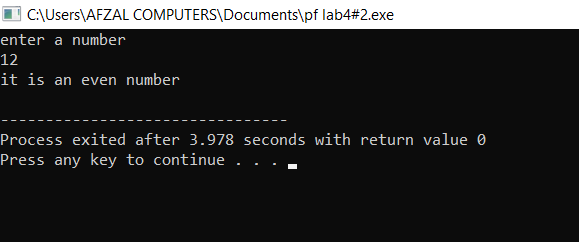 C:\Users\AFZAL COMPUTERS\Documents\pf lab4#2.exe
enter a number
12
it is an even number
--------------------------------
Process exited after 3.978 seconds with return value 0
Press any key to continue . . .